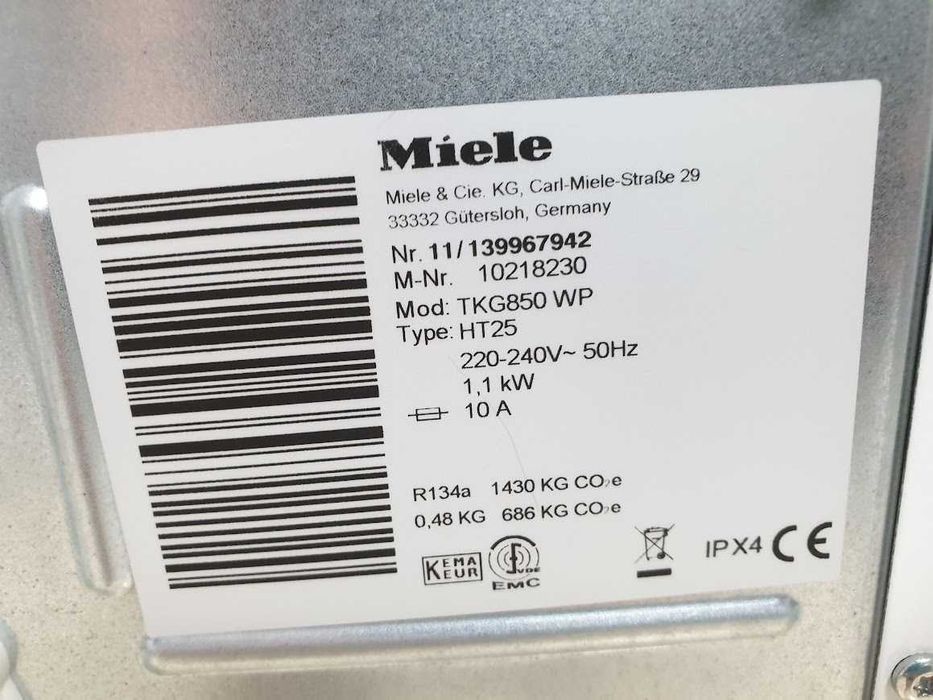 Miele
Miele & Cie. KG, Carl-Miele-Straße 29
33332 Gütersloh, Germany
Nr. 11/139967942
M-Nr. 10218230
Mod: TKG850 WP
Type: HT25
220-240V~ 50Hz
1,1 kW
10 A
R134a 1430 KG CO₂e
0,48 KG 686 KG CO₂e
KEMA
KEUR
VDE
EMC
IPX4 CE